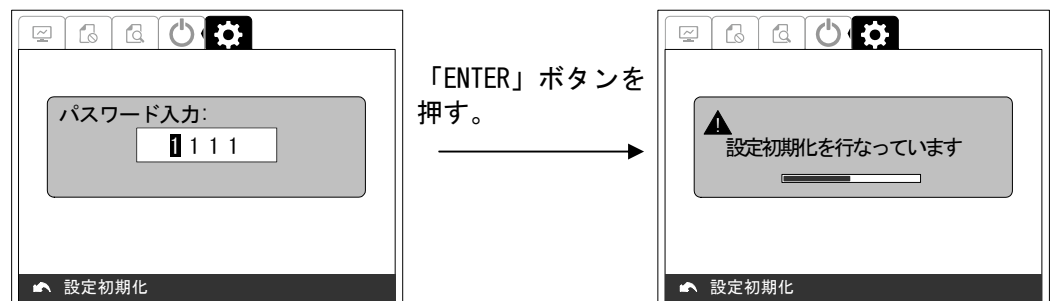 パスワード入力:
1111
設定初期化
「ENTER」ボタンを
押す。
設定初期化を行なっています
設定初期化